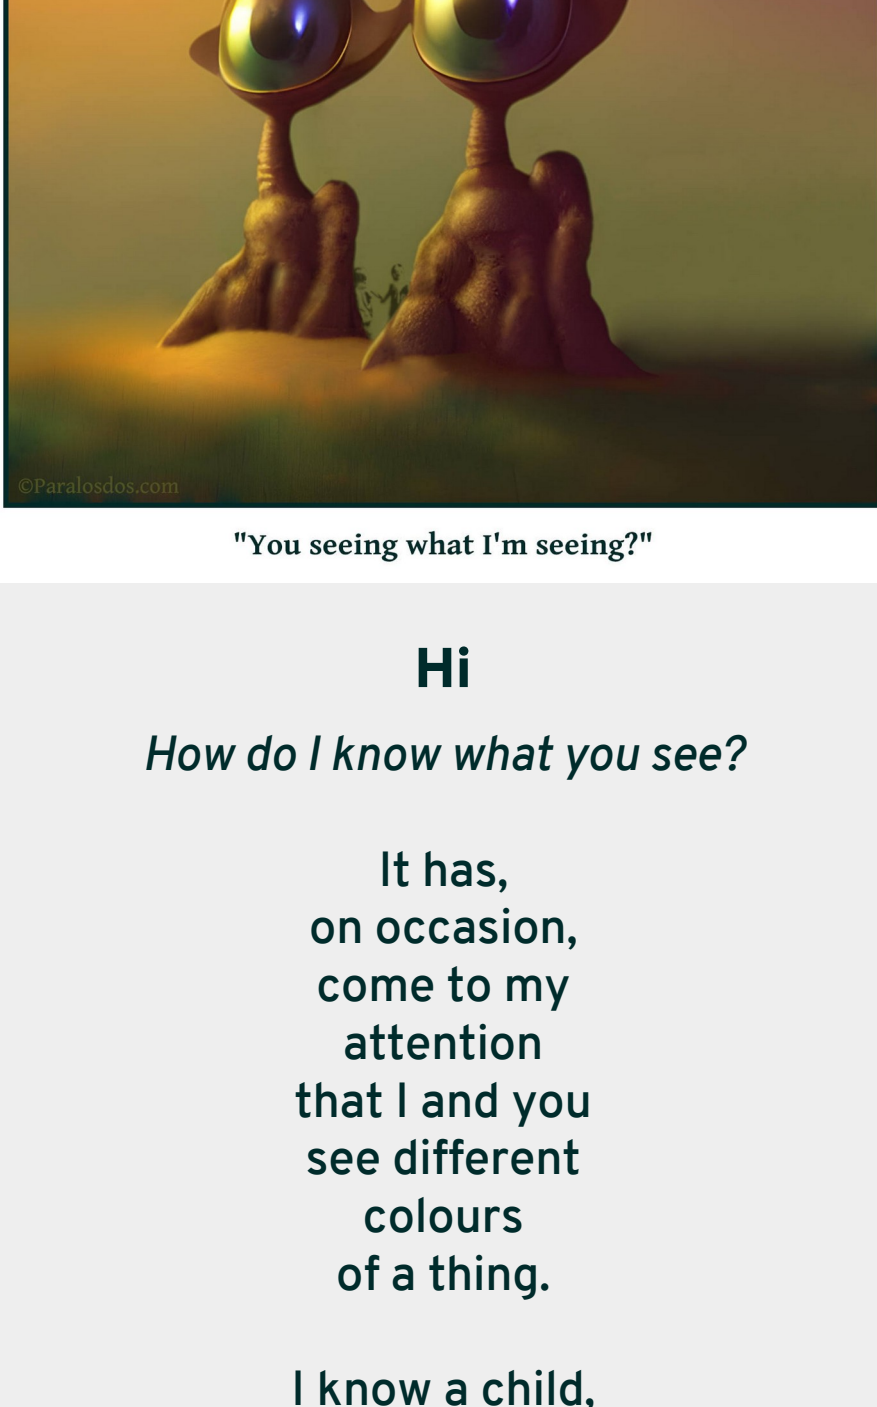 ©Paralosdos.com
"You seeing what I'm seeing?"
Hi
How do I know what you see?
It has,
on occasion,
come to my
attention
that I and you
see different
colours
of a thing.
I know a child,